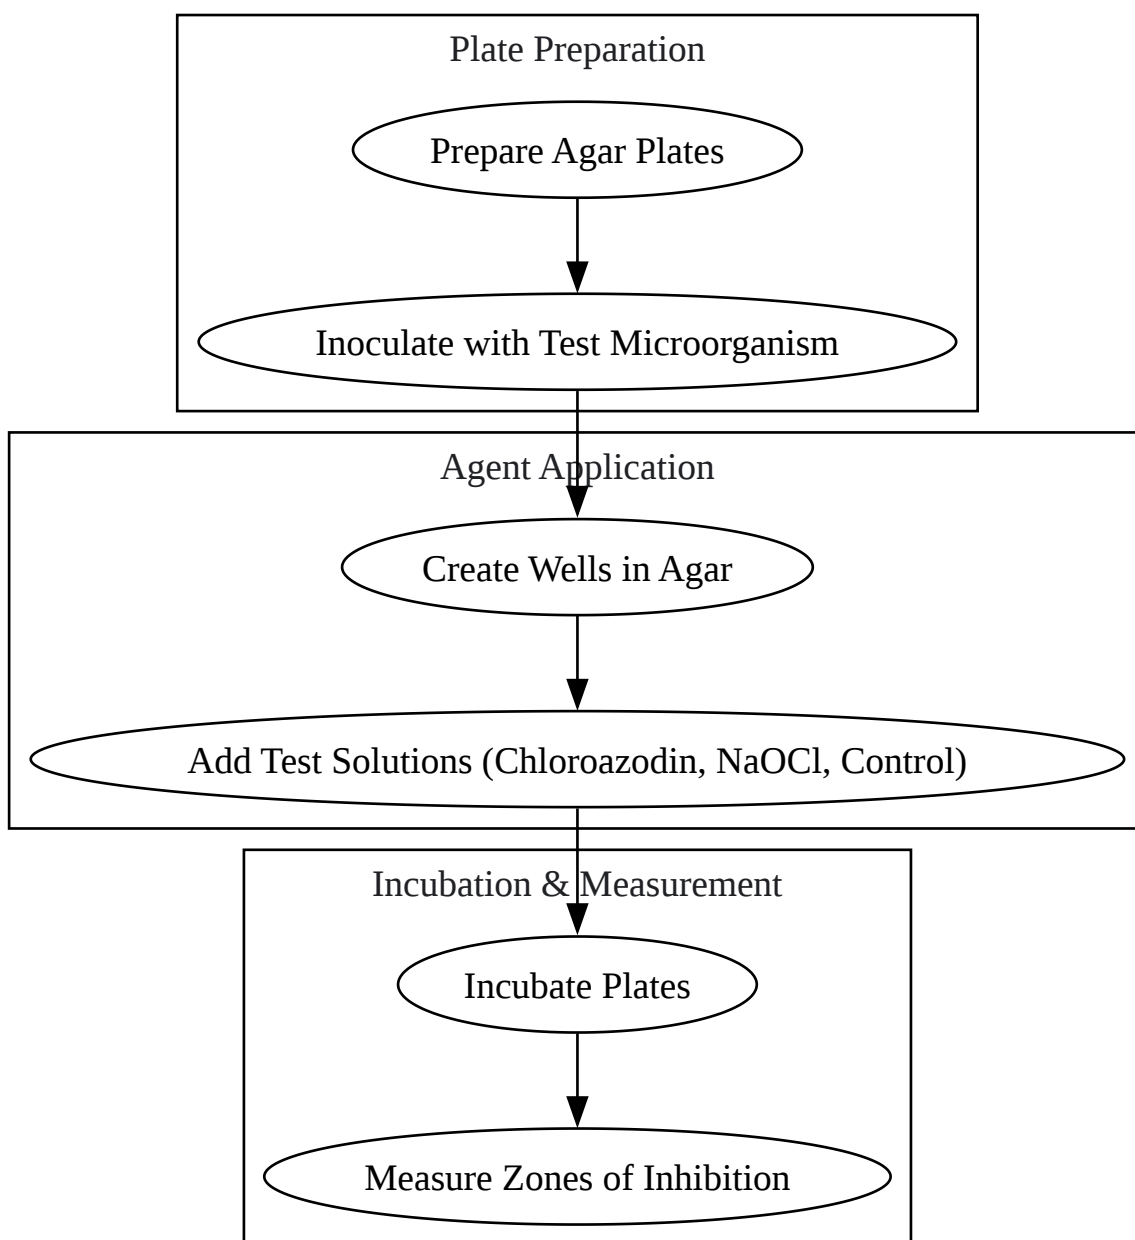 Plate Preparation
Prepare Agar Plates
Inoculate with Test Microorganism
Agent Application
Create Wells in Agar
Add Test Solutions (Chloroazodin, NaOCl, Control)
Incubation & Measurement
Incubate Plates
Measure Zones of Inhibition